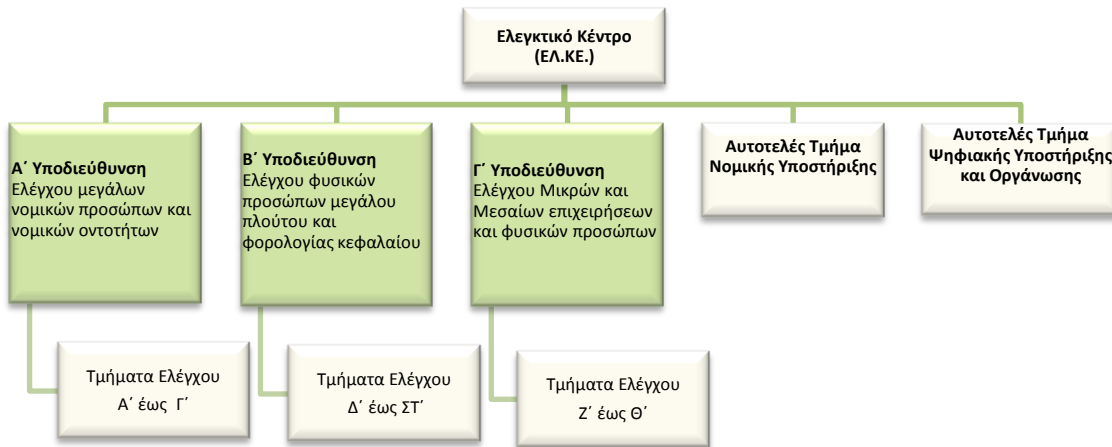 Ελεγκτικό Κέντρο
(ΕΛ.ΚΕ.)
Α΄ Υποδιεύθυνση
Ελέγχου μεγάλων
νομικών προσώπων και
νομικών οντοτήτων
Β΄ Υποδιεύθυνση
Ελέγχου φυσικών
προσώπων μεγάλου
πλούτου και
φορολογίας κεφαλαίου
Γ΄ Υποδιεύθυνση
Ελέγχου Μικρών και
Μεσαίων επιχειρήσεων
και φυσικών προσώπων
Αυτοτελές Τμήμα
Νομικής Υποστήριξης
Αυτοτελές Τμήμα
Ψηφιακής Υποστήριξης
και Οργάνωσης
Τμήματα Ελέγχου
Α΄ έως Γ΄
Τμήματα Ελέγχου
Δ΄ έως ΣΤ΄
Τμήματα Ελέγχου
Ζ΄ έως Θ΄